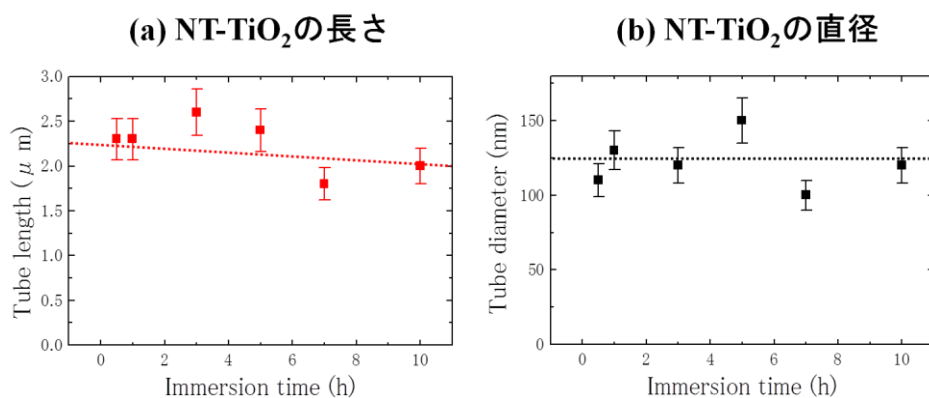 (a) NT-TiO₂の長さ
3.0
2.5
2.0
1.5
1.0
0.5
0.0
Tube length (μ m)
0 2 4 6 8 10
Immersion time (h)
(b) NT-TiO₂の直径
150
100
50
0
Tube diameter (nm)
0 2 4 6 8 10
Immersion time (h)